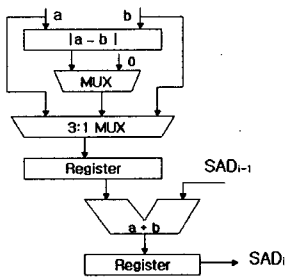 a b
|a - b|
0
MUX
3:1 MUX
Register
SADi-1
a + b
Register
SADi